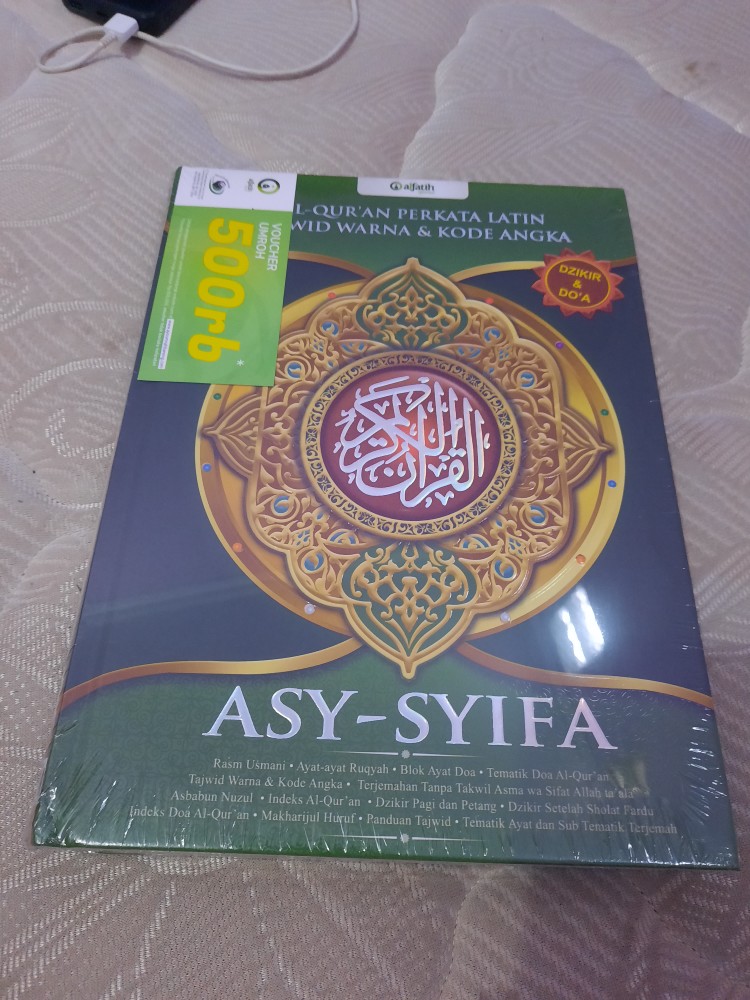 alfatih
L-QUR'AN PERKATA LATIN
WID WARNA & KODE ANGKA
DZIKIR
&
DO'A
VOUCHER
UMROH
500rb
*
القرآن الكريم
ASY-SYIFA
Rasm Usmani • Ayat-ayat Ruqyah • Blok Ayat Doa • Tematik Doa Al-Qur'an
Tajwid Warna & Kode Angka • Terjemahan Tanpa Takwil Asma wa Sifat Allah ta'ala
Asbabun Nuzul • Indeks Al-Qur'an • Dzikir Pagi dan Petang • Dzikir Setelah Sholat Fardu
Indeks Doa Al-Qur'an • Makharijul Huruf • Panduan Tajwid • Tematik Ayat dan Sub Tematik Terjemah